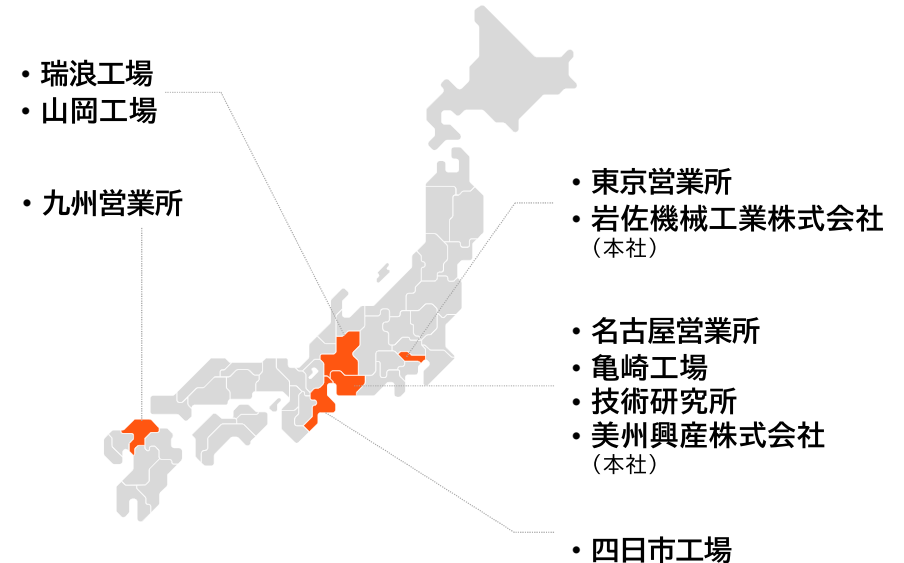 ・瑞浪工場
・山岡工場
・九州営業所
・東京営業所
・岩佐機械工業株式会社
（本社）
・名古屋営業所
・亀崎工場
・技術研究所
・美州興産株式会社
（本社）
・四日市工場